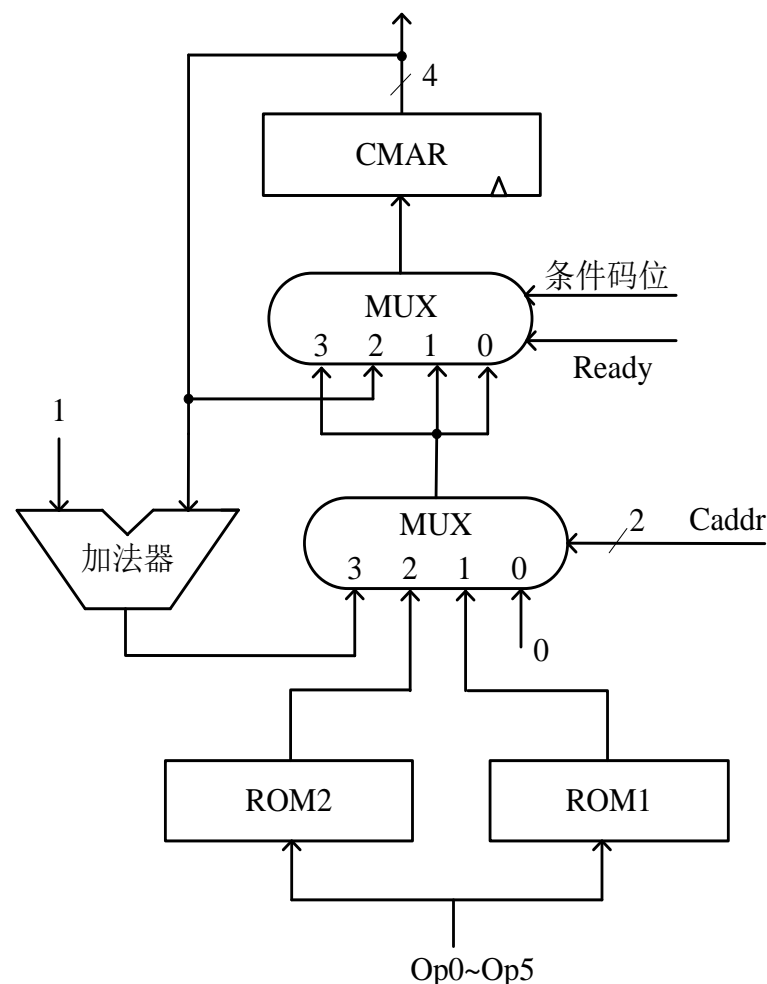 4
CMAR
条件码位
MUX
3 2 1 0
Ready
1
MUX
2 Caddr
加法器
3 2 1 0
0
ROM2 ROM1
Op0~Op5